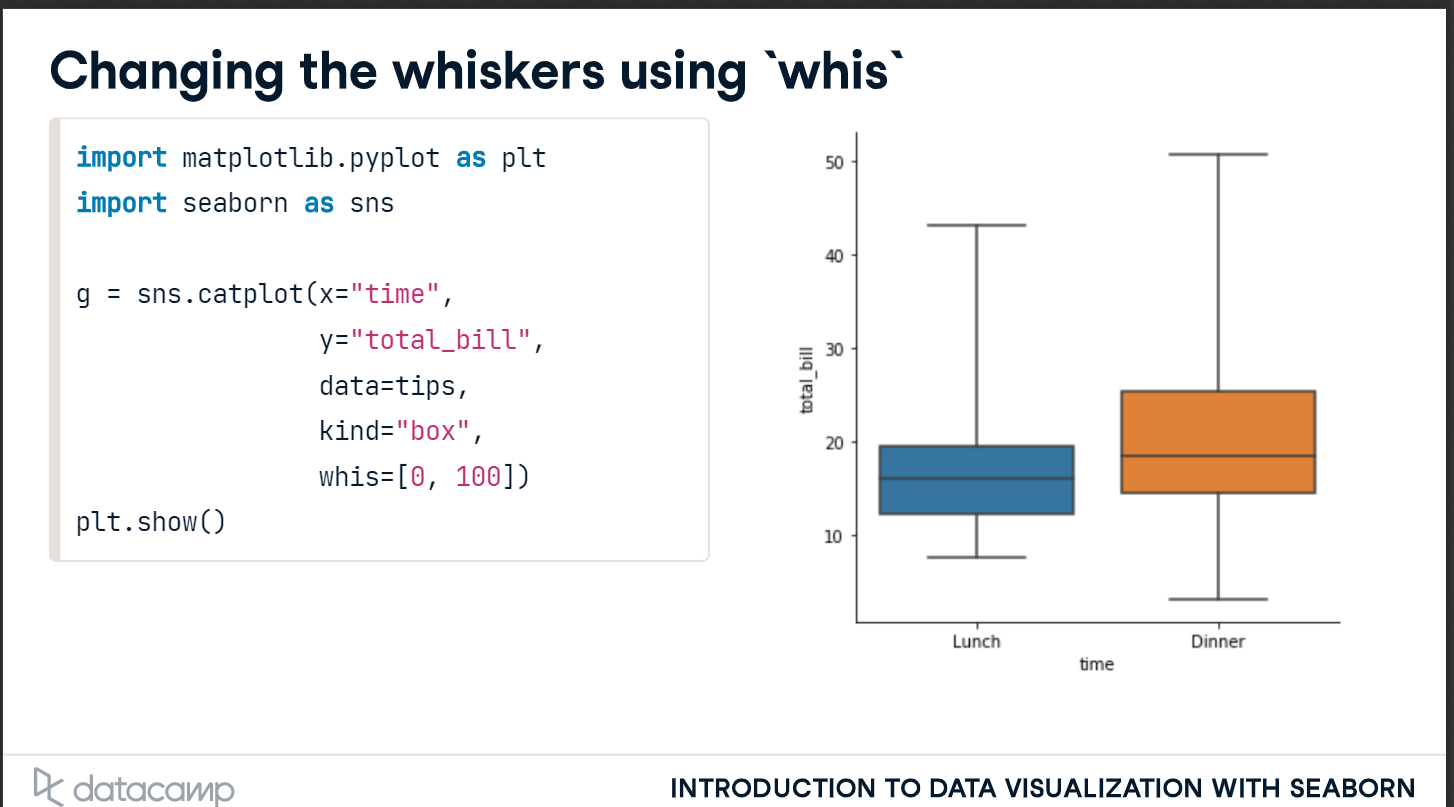 Changing the whiskers using `whis`
import matplotlib.pyplot as plt
import seaborn as sns
g = sns.catplot(x="time",
                y="total_bill",
                data=tips,
                kind="box",
                whis=[0, 100])
plt.show()
50
40
30
20
10
total_bill
Lunch
Dinner
time
datacamp
INTRODUCTION TO DATA VISUALIZATION WITH SEABORN